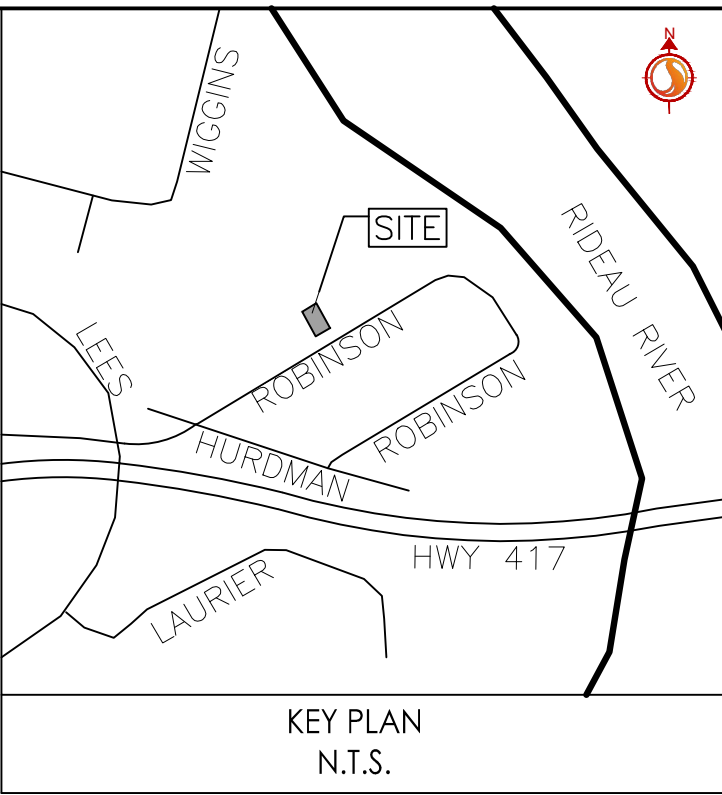 N
WIGGINS
SITE
RIDEAU RIVER
LEES
ROBINSON
ROBINSON
HURDMAN
HWY 417
LAURIER
KEY PLAN
N.T.S.